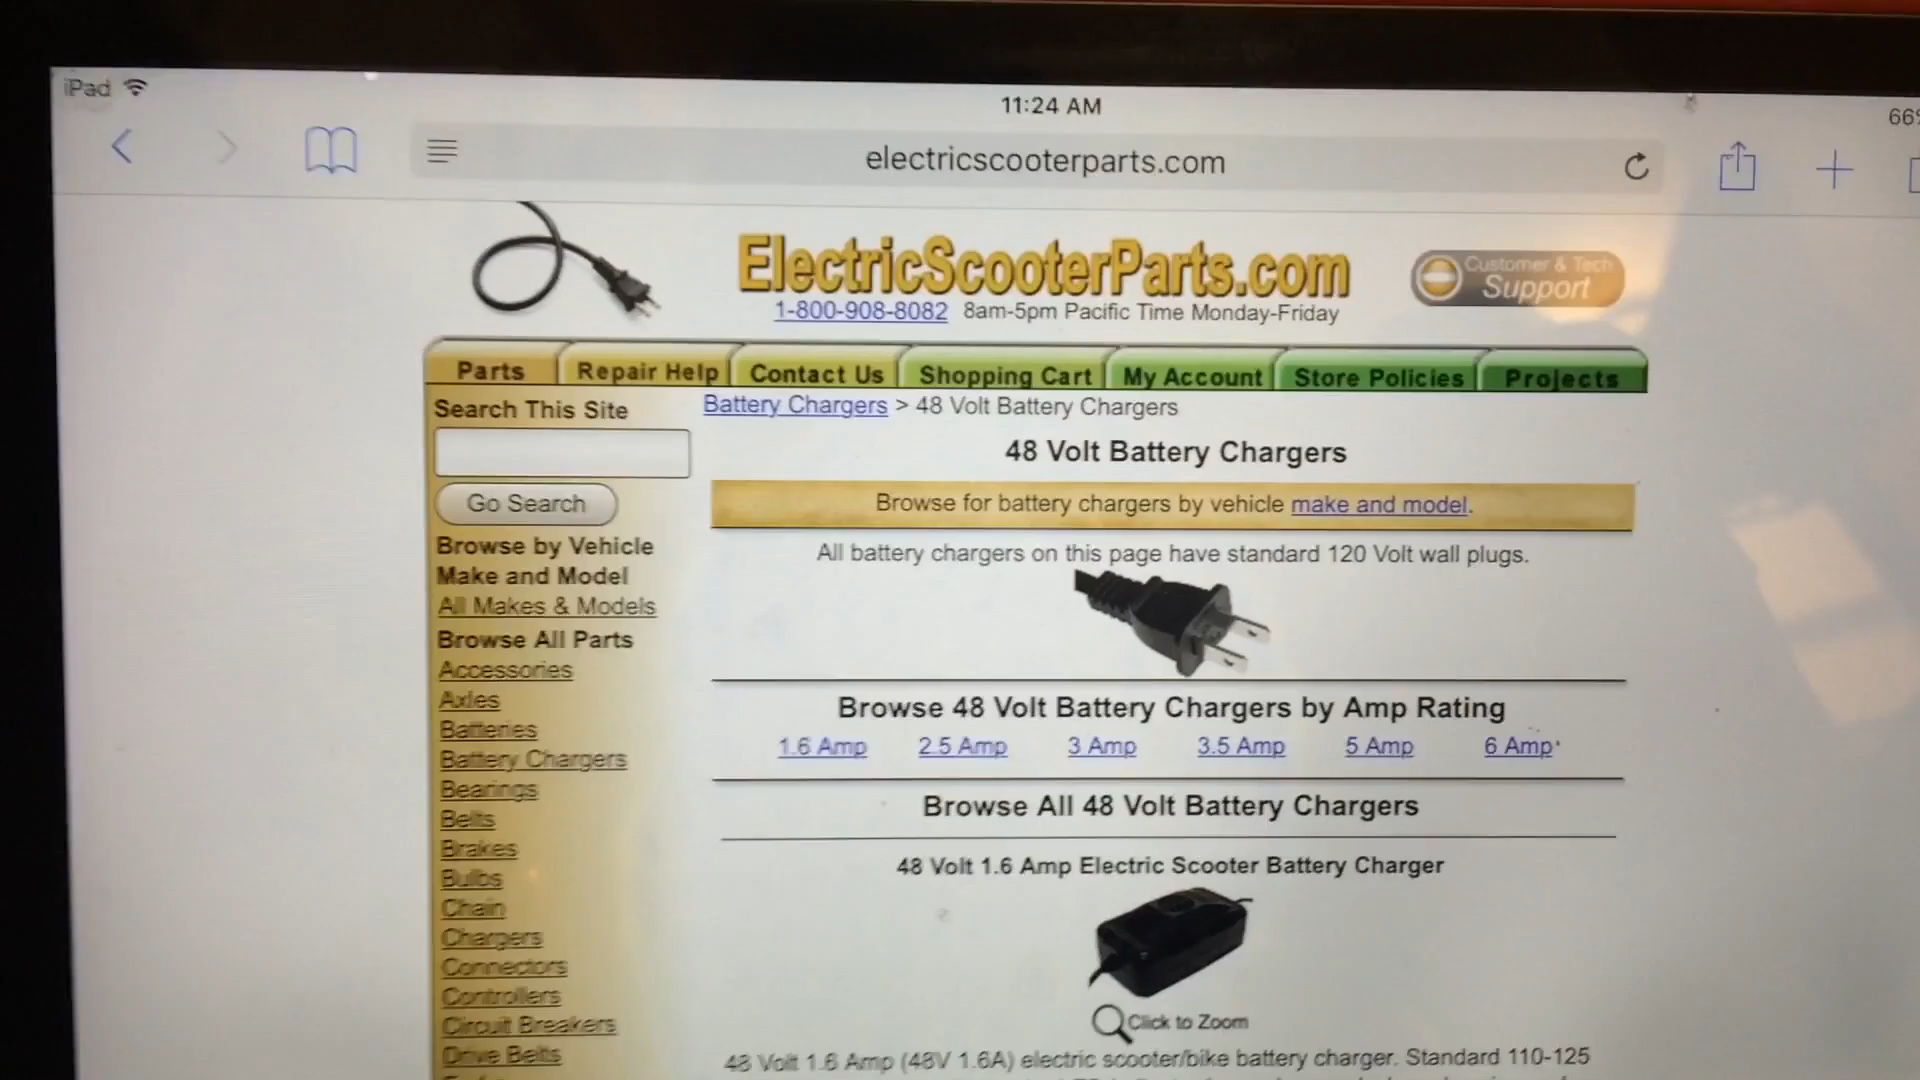 iPad
11:24 AM
electricscooterparts.com
ElectricScooterParts.com
1-800-908-8082 8am-5pm Pacific Time Monday-Friday
Customer & Tech
Support
Parts Repair Help Contact Us Shopping Cart My Account Store Policies Projects
Search This Site
Go Search
Browse by Vehicle
Make and Model
All Makes & Models
Browse All Parts
Accessories
Axles
Batteries
Battery Chargers
Bearings
Belts
Brakes
Bulbs
Chain
Chargers
Connectors
Controllers
Circuit Breakers
Drive Belts
Battery Chargers > 48 Volt Battery Chargers
48 Volt Battery Chargers
Browse for battery chargers by vehicle make and model.
All battery chargers on this page have standard 120 Volt wall plugs.
Browse 48 Volt Battery Chargers by Amp Rating
1.6 Amp 2.5 Amp 3 Amp 3.5 Amp 5 Amp 6 Amp
Browse All 48 Volt Battery Chargers
48 Volt 1.6 Amp Electric Scooter Battery Charger
Click to Zoom
48 Volt 1.6 Amp (48V 1.6A) electric scooter/bike battery charger. Standard 110-125